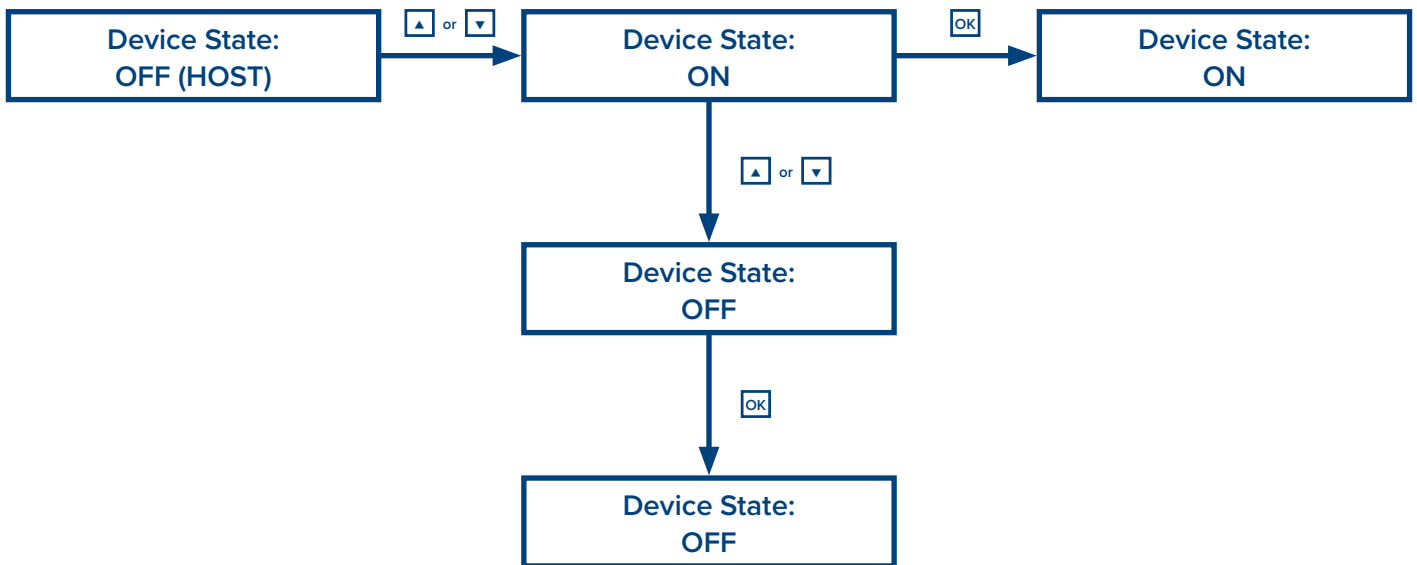 ▲ or ▼
OK
Device State:
OFF (HOST)
Device State:
ON
Device State:
ON
▲ or ▼
Device State:
OFF
OK
Device State:
OFF